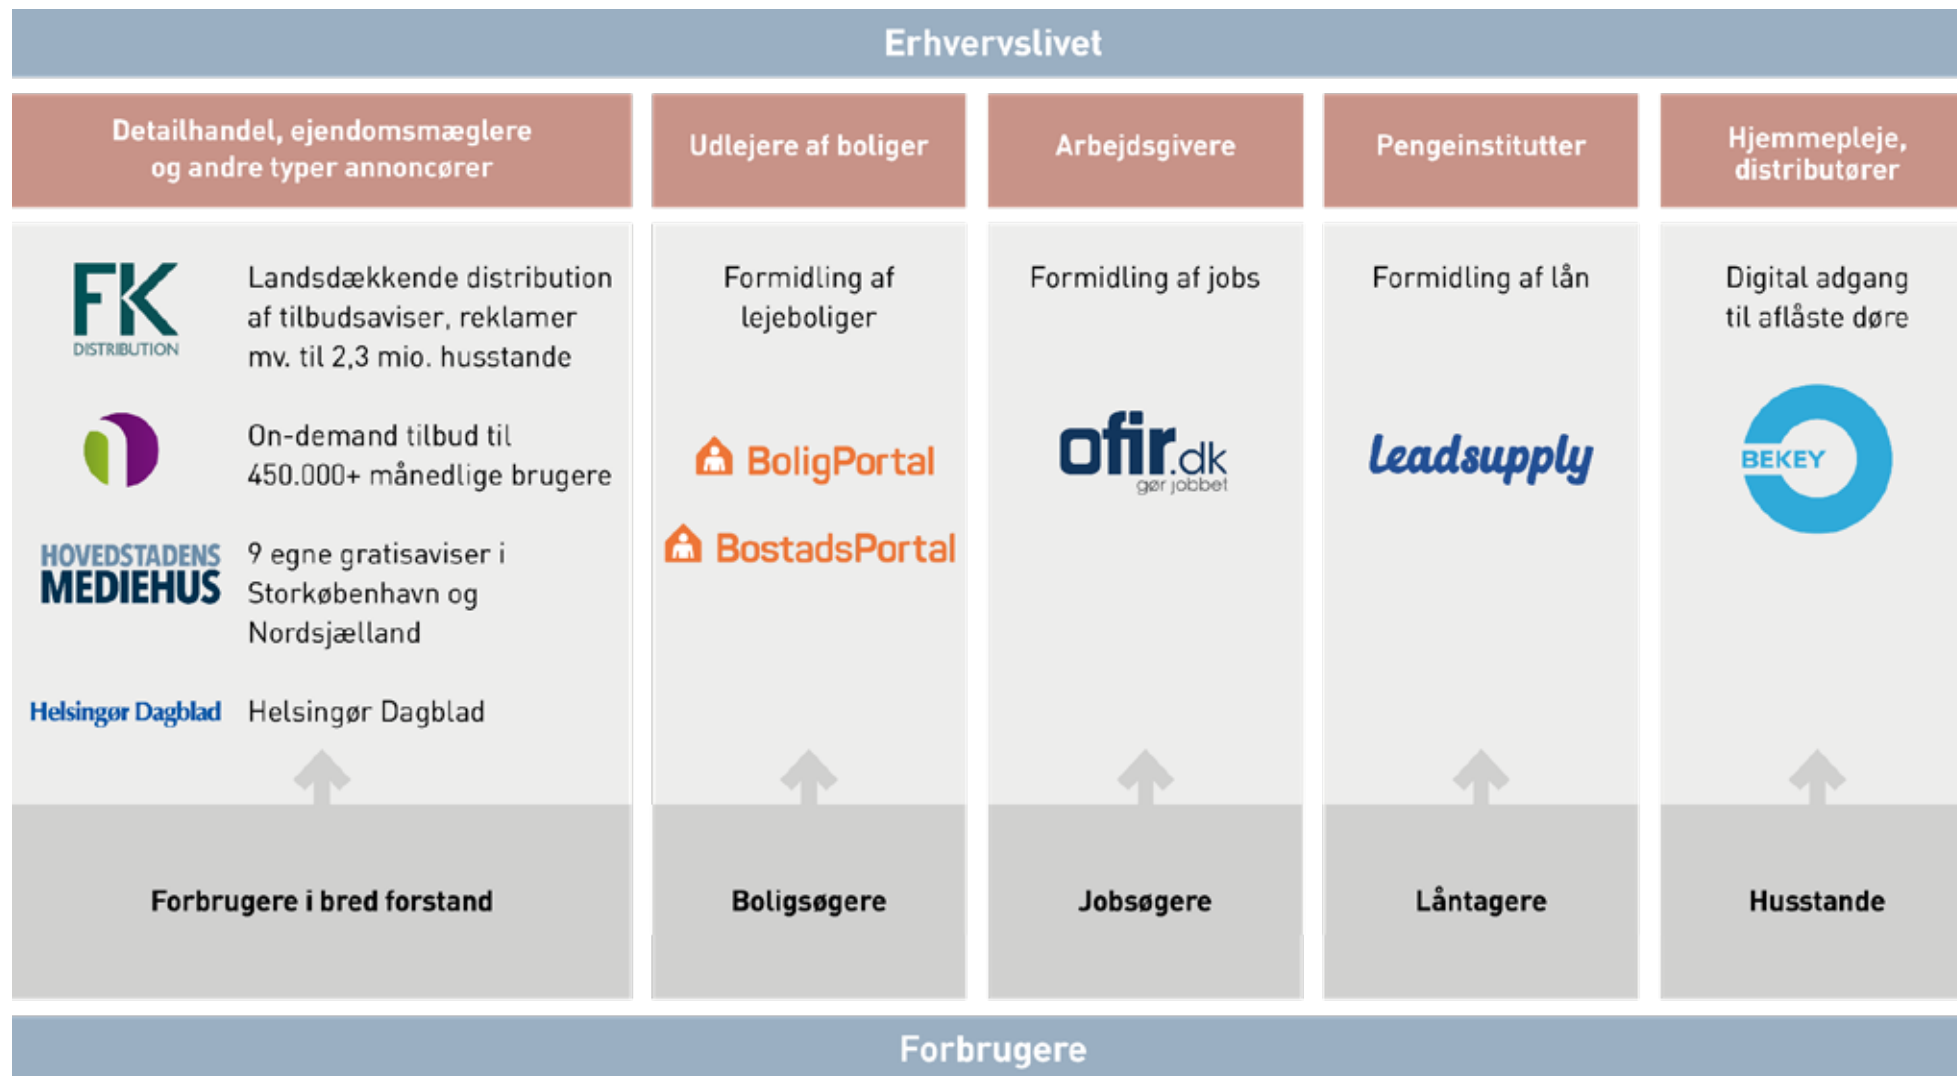 Erhvervslivet
Detailhandel, ejendomsmæglere
og andre typer annoncører
Udlejere af boliger
Arbejdsgivere
Pengeinstitutter
Hjemmepleje,
distributører
FK
DISTRIBUTION
Landsdækkende distribution
af tilbudsaviser, reklamer
mv. til 2,3 mio. husstande
On-demand tilbud til
450.000+ månedlige brugere
HOVEDSTADENS
MEDIEHUS
9 egne gratisaviser i
Storkøbenhavn og
Nordsjælland
Helsingør Dagblad
Helsingør Dagblad
Forbrugere i bred forstand
Formidling af
lejeboliger
BoligPortal
BostadsPortal
Boligsøgere
Formidling af jobs
ofir.dk
gør jobbet
Jobsøgere
Formidling af lån
Leadsupply
Låntagere
Digital adgang
til aflåste døre
BEKEY
Husstande
Forbrugere